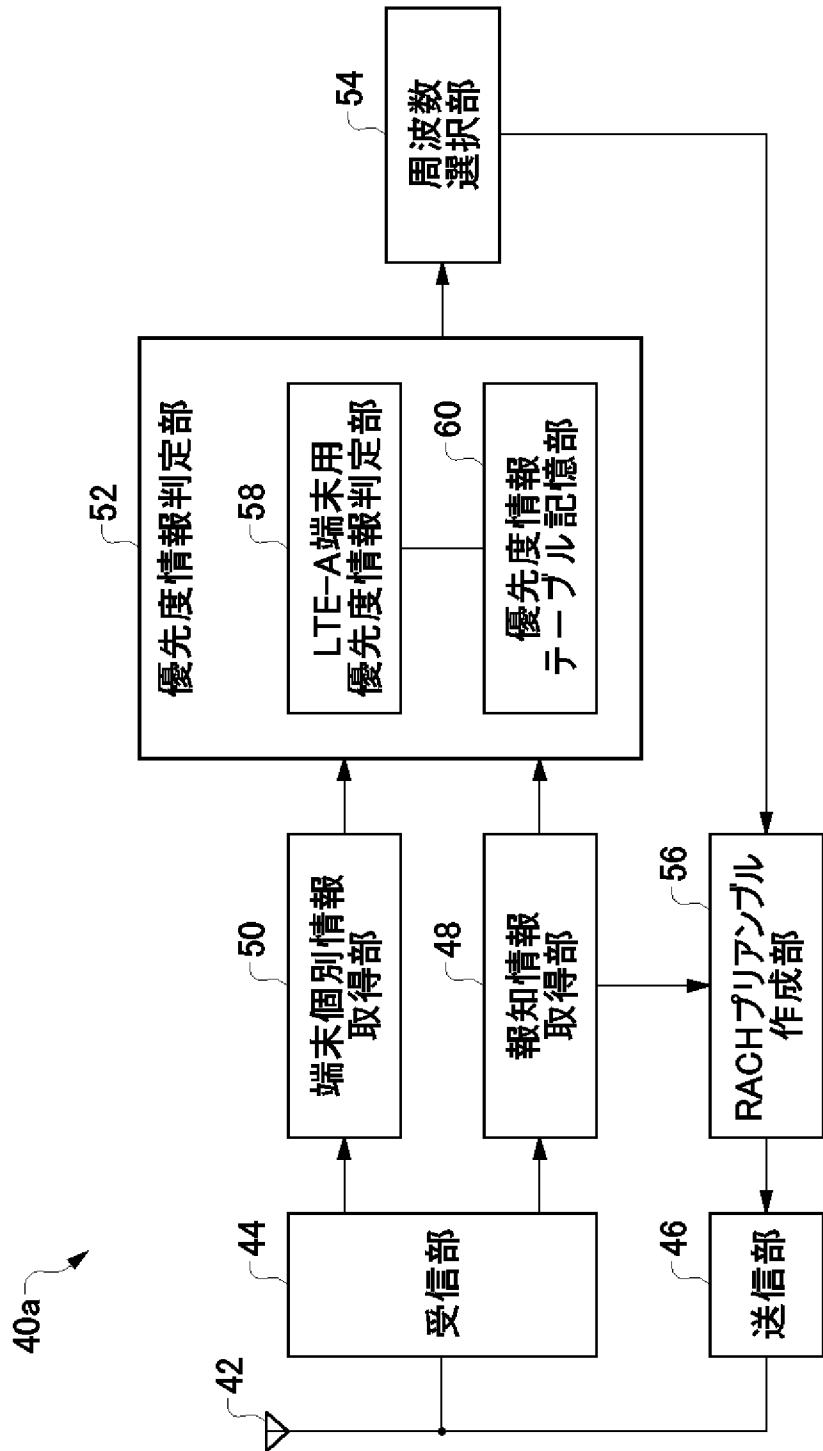 40a
42
44
受信部
46
送信部
50
端末個別情報
取得部
48
報知情報
取得部
56
RACHプリアンブル
作成部
52
優先度情報判定部
58
LTE-A端末用
優先度情報判定部
60
優先度情報
テーブル記憶部
54
周波数
選択部